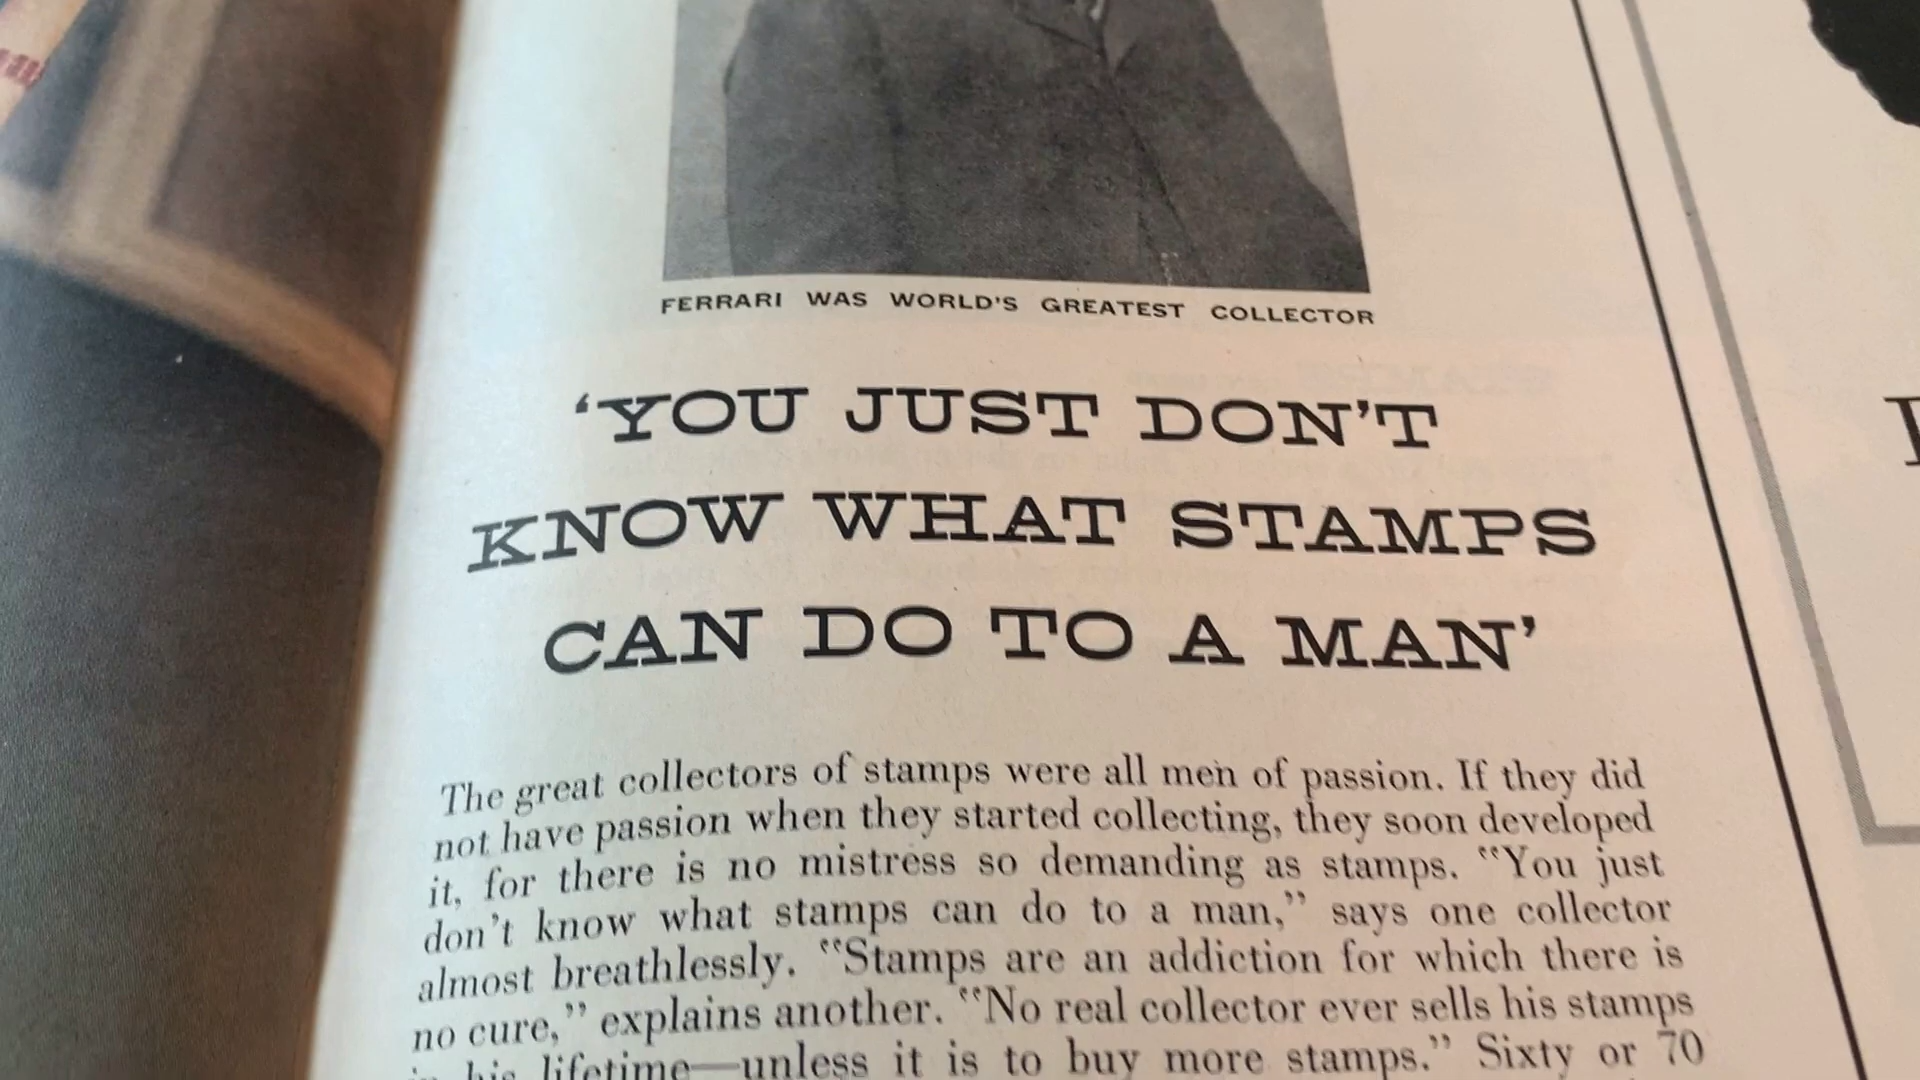 FERRARI WAS WORLD'S GREATEST COLLECTOR
‘YOU JUST DON’T
KNOW WHAT STAMPS
CAN DO TO A MAN’
The great collectors of stamps were all men of passion. If they did
not have passion when they started collecting, they soon developed
it, for there is no mistress so demanding as stamps. “You just
don’t know what stamps can do to a man,” says one collector
almost breathlessly. “Stamps are an addiction for which there is
no cure,” explains another. “No real collector ever sells his stamps
in his lifetime—unless it is to buy more stamps.” Sixty or 70